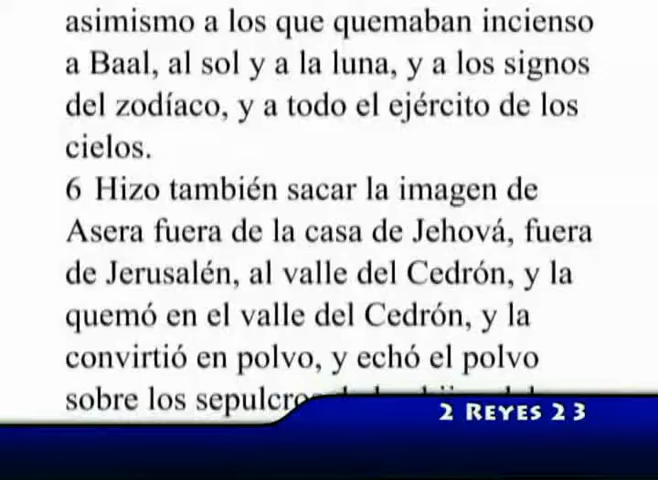 asimismo a los que quemaban incienso
a Baal, al sol y a la luna, y a los signos
del zodíaco, y a todo el ejército de los
cielos.
6 Hizo también sacar la imagen de
Asera fuera de la casa de Jehová, fuera
de Jerusalén, al valle del Cedrón, y la
quemó en el valle del Cedrón, y la
convirtió en polvo, y echó el polvo
sobre los
2 REYES 23